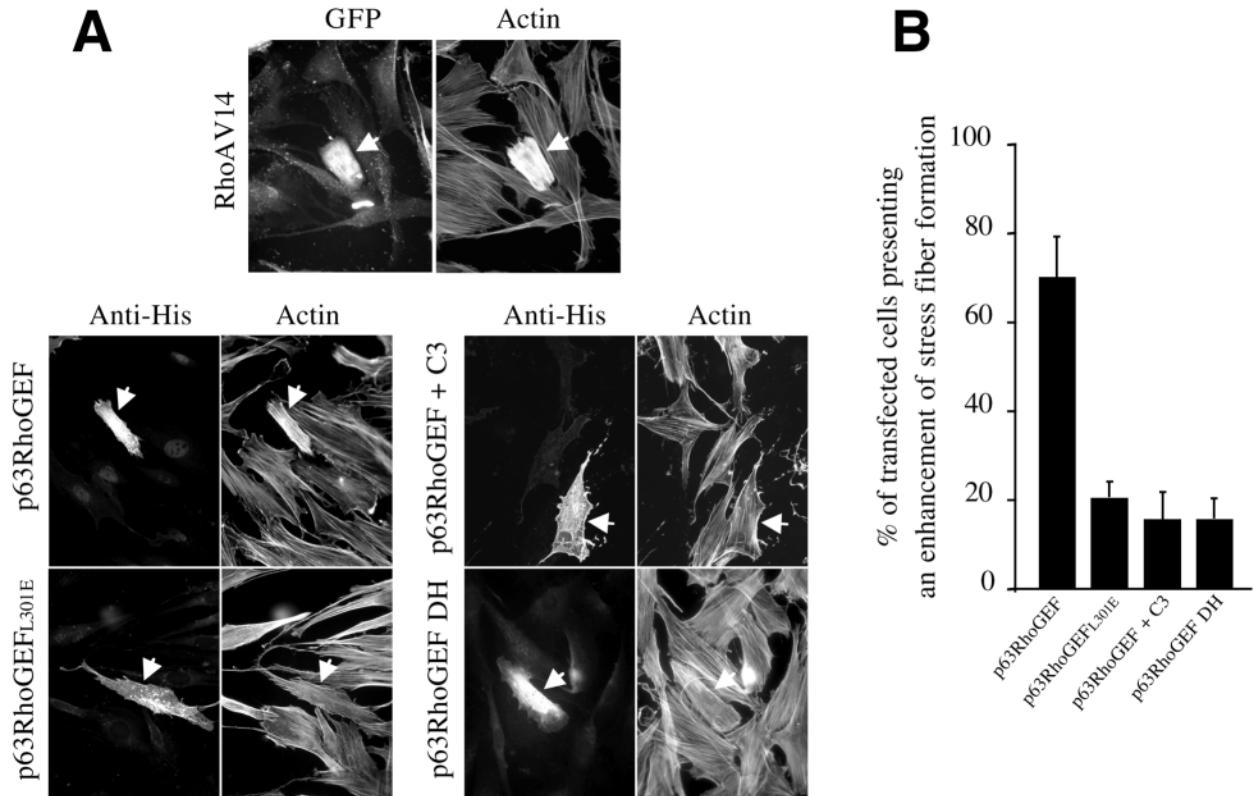 A
GFP
Actin
RhoAV14
Anti-His
Actin
p63RhoGEF
p63RhoGEFL301E
Anti-His
Actin
p63RhoGEF + C3
p63RhoGEF DH
B
% of transfected cells presenting
an enhancement of stress fiber formation
100
80
60
40
20
0
p63RhoGEF
p63RhoGEFL301E
p63RhoGEF + C3
p63RhoGEF DH